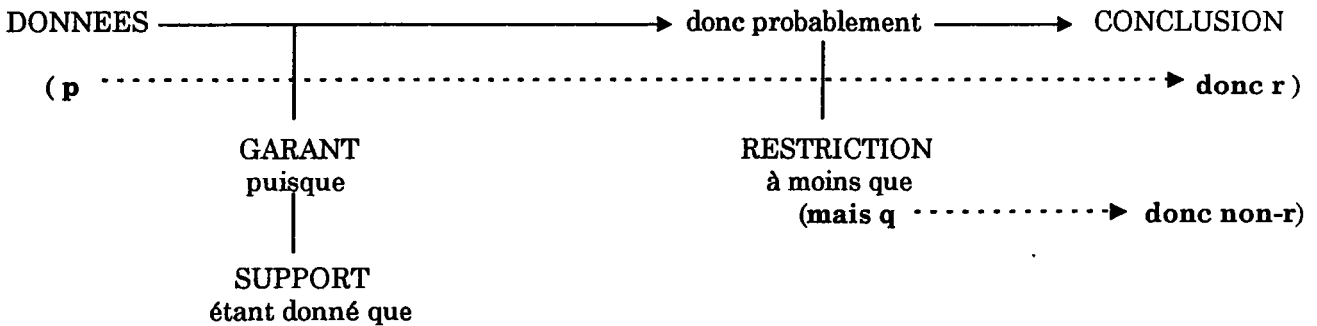 DONNEES donc probablement CONCLUSION
( p donc r )
GARANT RESTRICTION
puisque à moins que
(mais q donc non-r)
SUPPORT
étant donné que